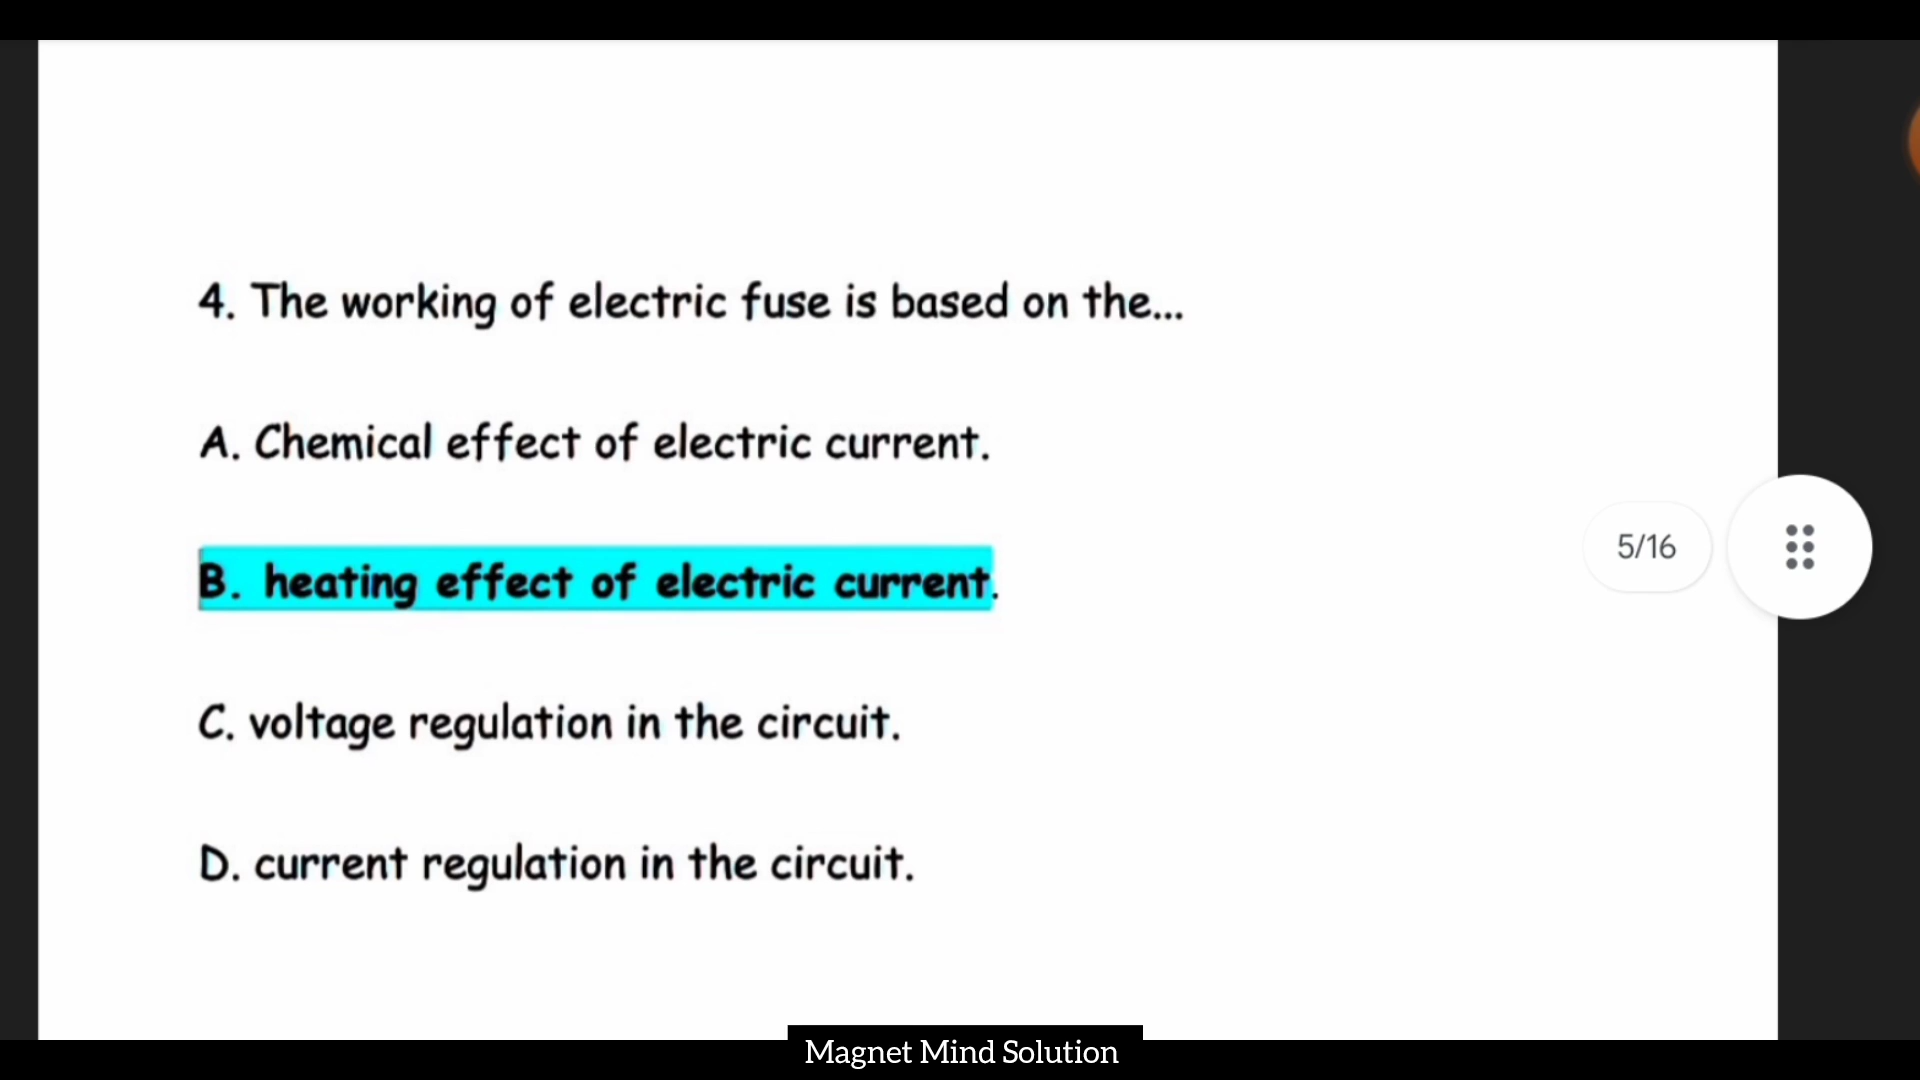 4. The working of electric fuse is based on the...
A. Chemical effect of electric current.
B. heating effect of electric current.
5/16
C. voltage regulation in the circuit.
D. current regulation in the circuit.
Magnet Mind Solution